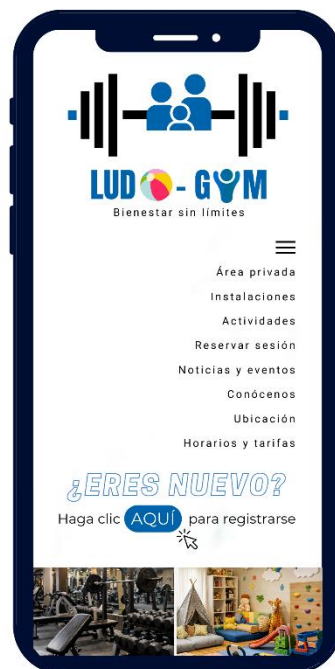 LUDO - GYM
Bienestar sin límites
Área privada
Instalaciones
Actividades
Reservar sesión
Noticias y eventos
Conócenos
Ubicación
Horarios y tarifas
¿ERES NUEVO?
Haga clic AQUÍ para registrarse